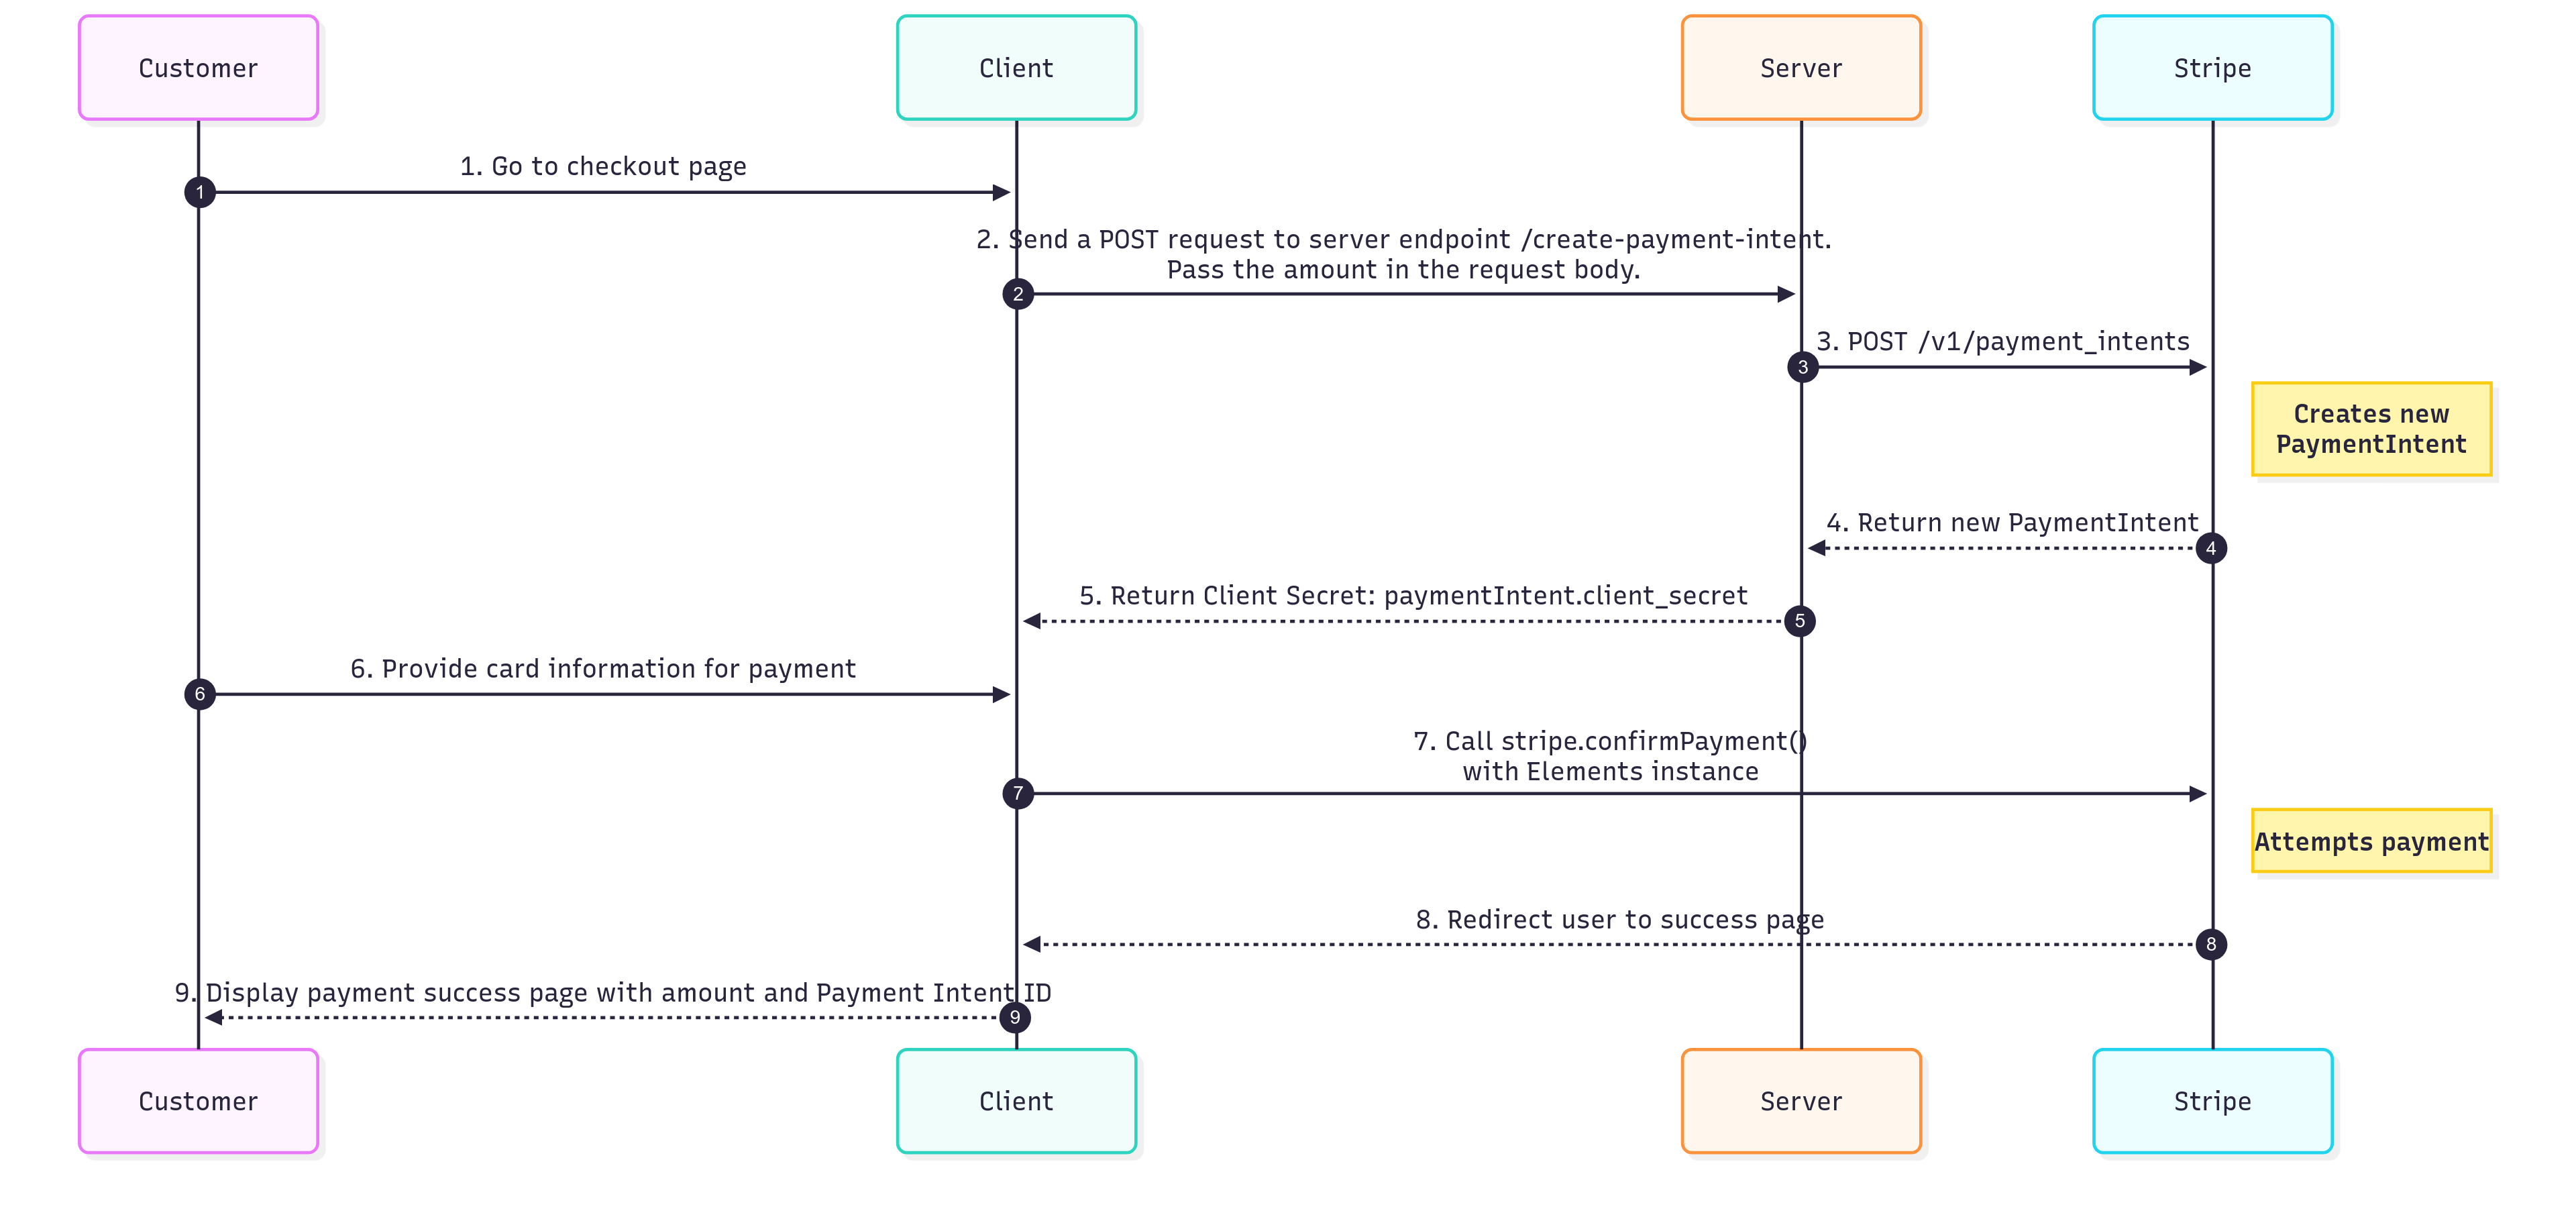 Customer
Client
Server
Stripe
1. Go to checkout page
1
2. Send a POST request to server endpoint /create-payment-intent.
Pass the amount in the request body.
2
3. POST /v1/payment_intents
3
Creates new
PaymentIntent
4. Return new PaymentIntent
4
5. Return Client Secret: paymentIntent.client_secret
5
6. Provide card information for payment
6
7. Call stripe.confirmPayment()
with Elements instance
7
Attempts payment
8. Redirect user to success page
8
9. Display payment success page with amount and Payment Intent ID
9
Customer
Client
Server
Stripe